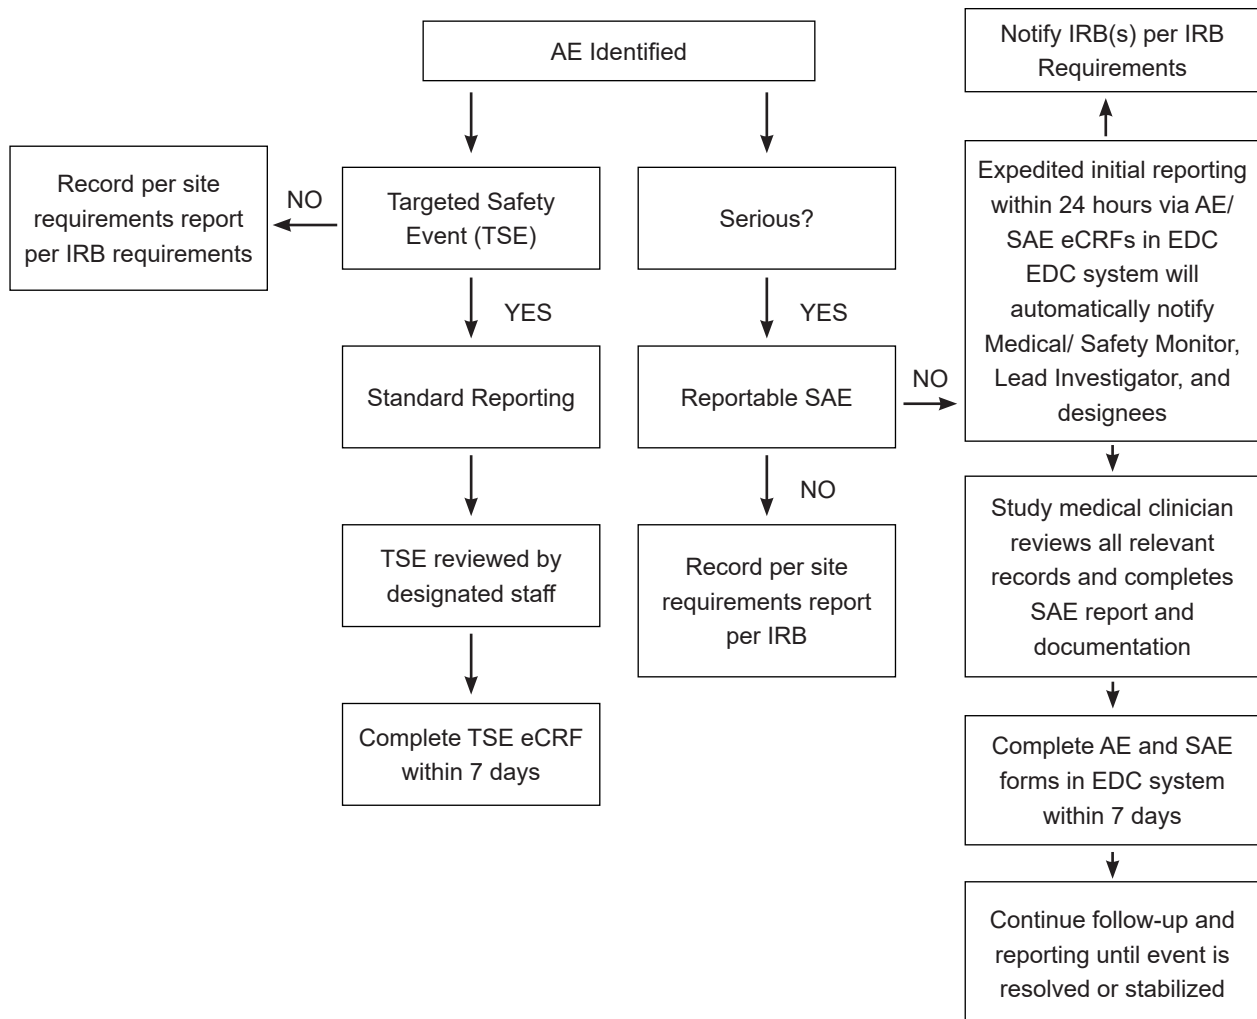 AE Identified
Notify IRB(s) per IRB
Requirements
Record per site
requirements report
per IRB requirements
NO
Targeted Safety
Event (TSE)
Serious?
Expedited initial reporting
within 24 hours via AE/
SAE eCRFs in EDC
EDC system will
automatically notify
Medical/ Safety Monitor,
Lead Investigator, and
designees
YES
YES
Standard Reporting
Reportable SAE
NO
NO
TSE reviewed by
designated staff
Record per site
requirements report
per IRB
Study medical clinician
reviews all relevant
records and completes
SAE report and
documentation
Complete TSE eCRF
within 7 days
Complete AE and SAE
forms in EDC system
within 7 days
Continue follow-up and
reporting until event is
resolved or stabilized